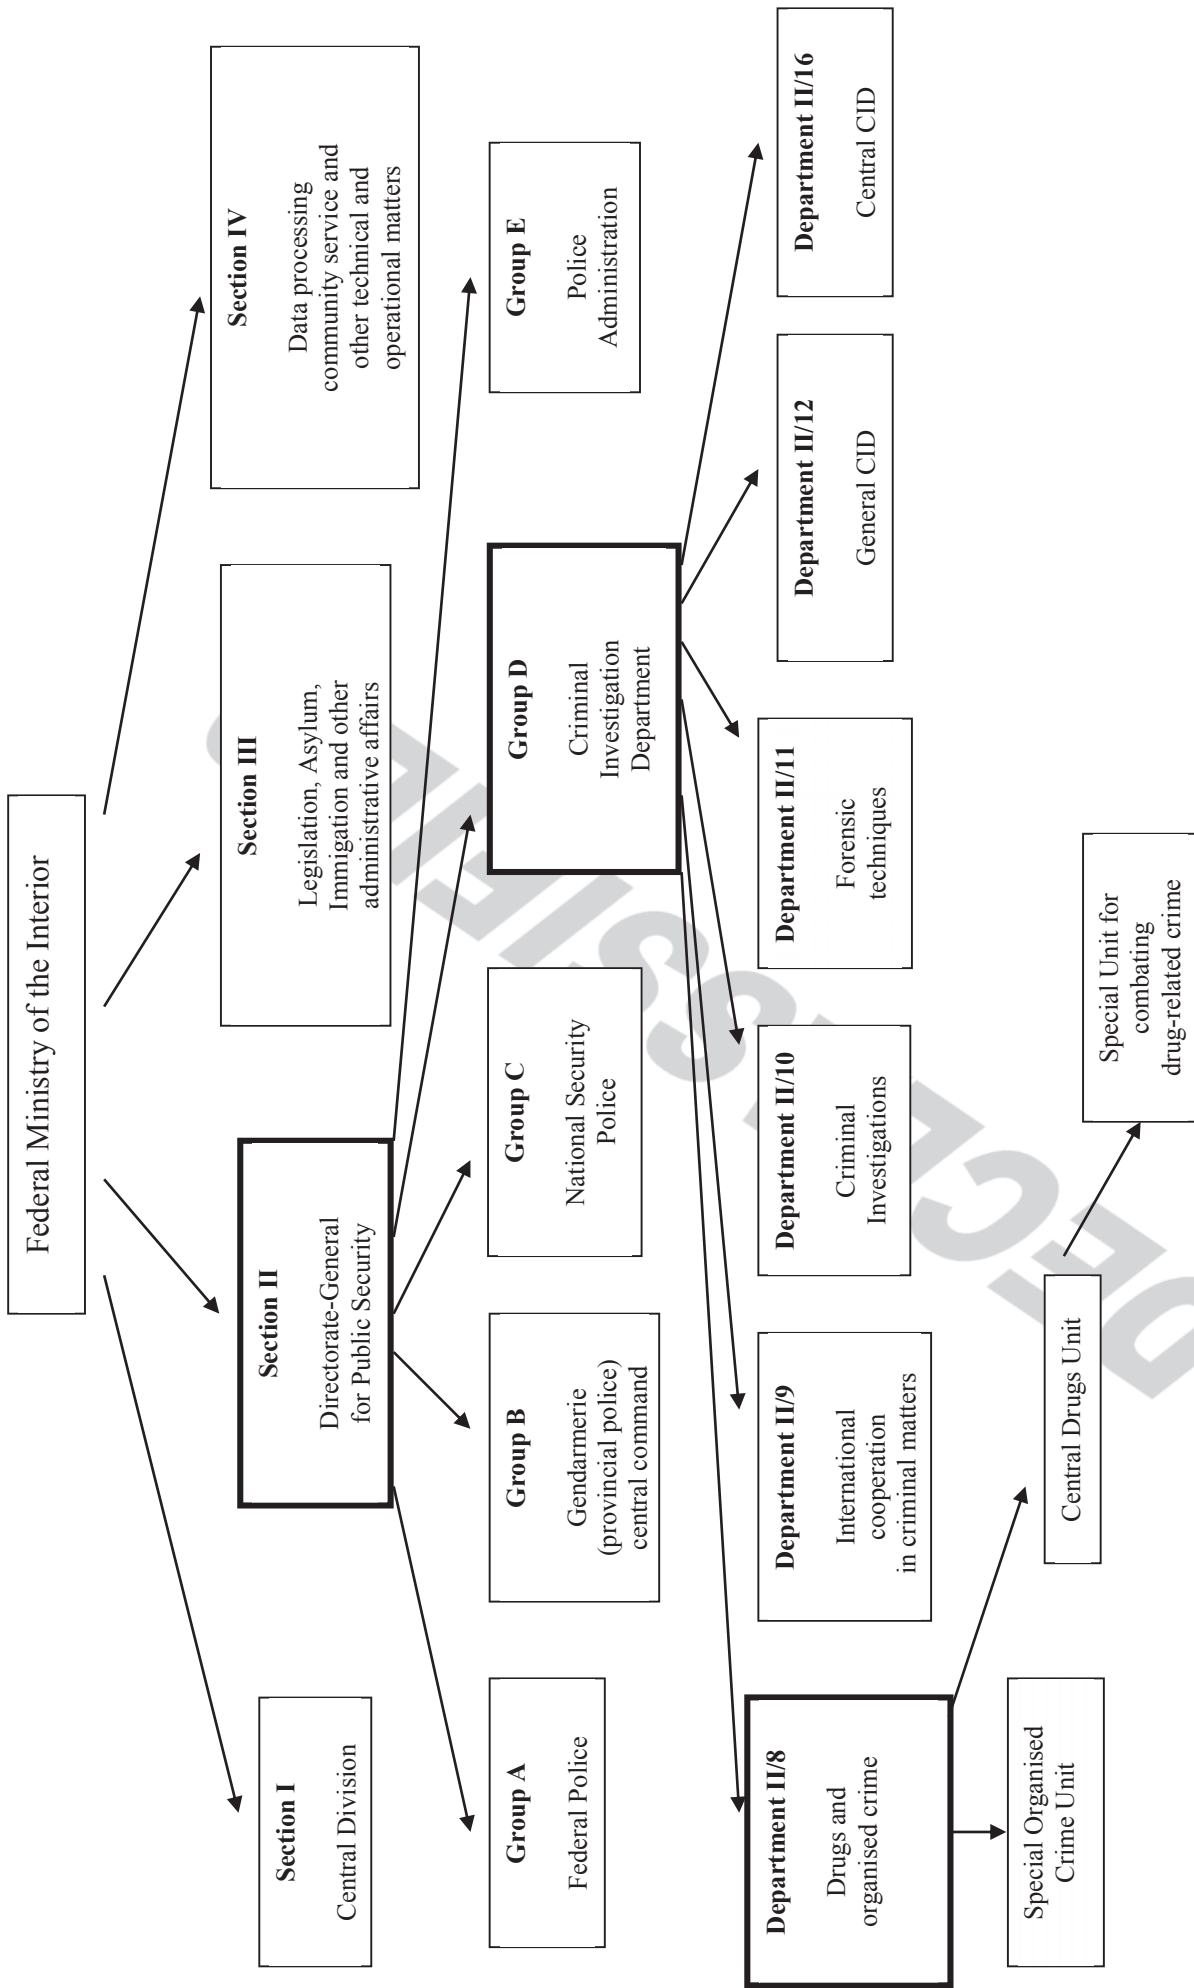 Federal Ministry of the Interior
Section I
Central Division
Section II
Directorate-General
for Public Security
Section III
Legislation, Asylum,
Immigation and other
administrative affairs
Section IV
Data processing
community service and
other technical and
operational matters
Group A
Federal Police
Group B
Gendarmerie
(provincial police)
central command
Group C
National Security
Police
Group D
Criminal
Investigation
Department
Group E
Police
Administration
Department II/8
Drugs and
organised crime
Department II/9
International
cooperation
in criminal matters
Department II/10
Criminal
Investigations
Department II/11
Forensic
techniques
Department II/12
General CID
Department II/16
Central CID
Special Organised
Crime Unit
Central Drugs Unit
Special Unit for
combating
drug-related crime
DECLASSIFIE